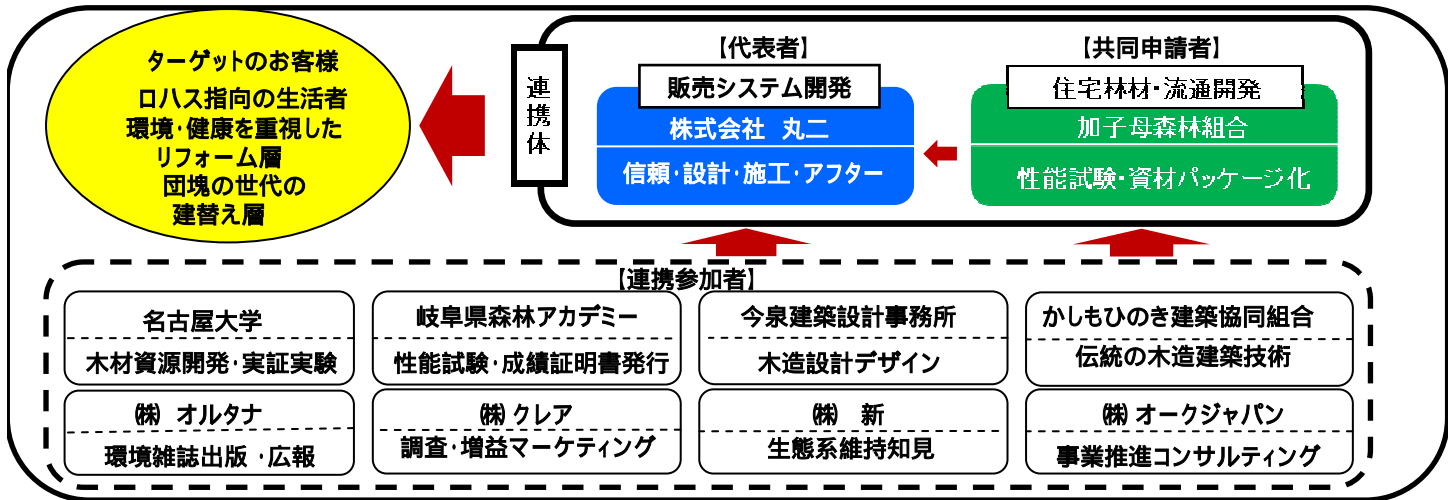 ターゲットのお客様
ロハス指向の生活者
環境・健康を重視した
リフォーム層
団塊の世代の
建替え層
連携体
【代表者】
販売システム開発
株式会社 丸二
信頼・設計・施工・アフター
【共同申請者】
住宅林材・流通開発
加子母森林組合
性能試験・資材パッケージ化
【連携参加者】
名古屋大学
木材資源開発・実証実験
岐阜県森林アカデミー
性能試験・成績証明書発行
今泉建築設計事務所
木造設計デザイン
かしもひのき建築協同組合
伝統の木造建築技術
㈱ オルタナ
環境雑誌出版・広報
㈱ クレア
調査・増益マーケティング
㈱ 新
生態系維持知見
㈱ オークジャパン
事業推進コンサルティング